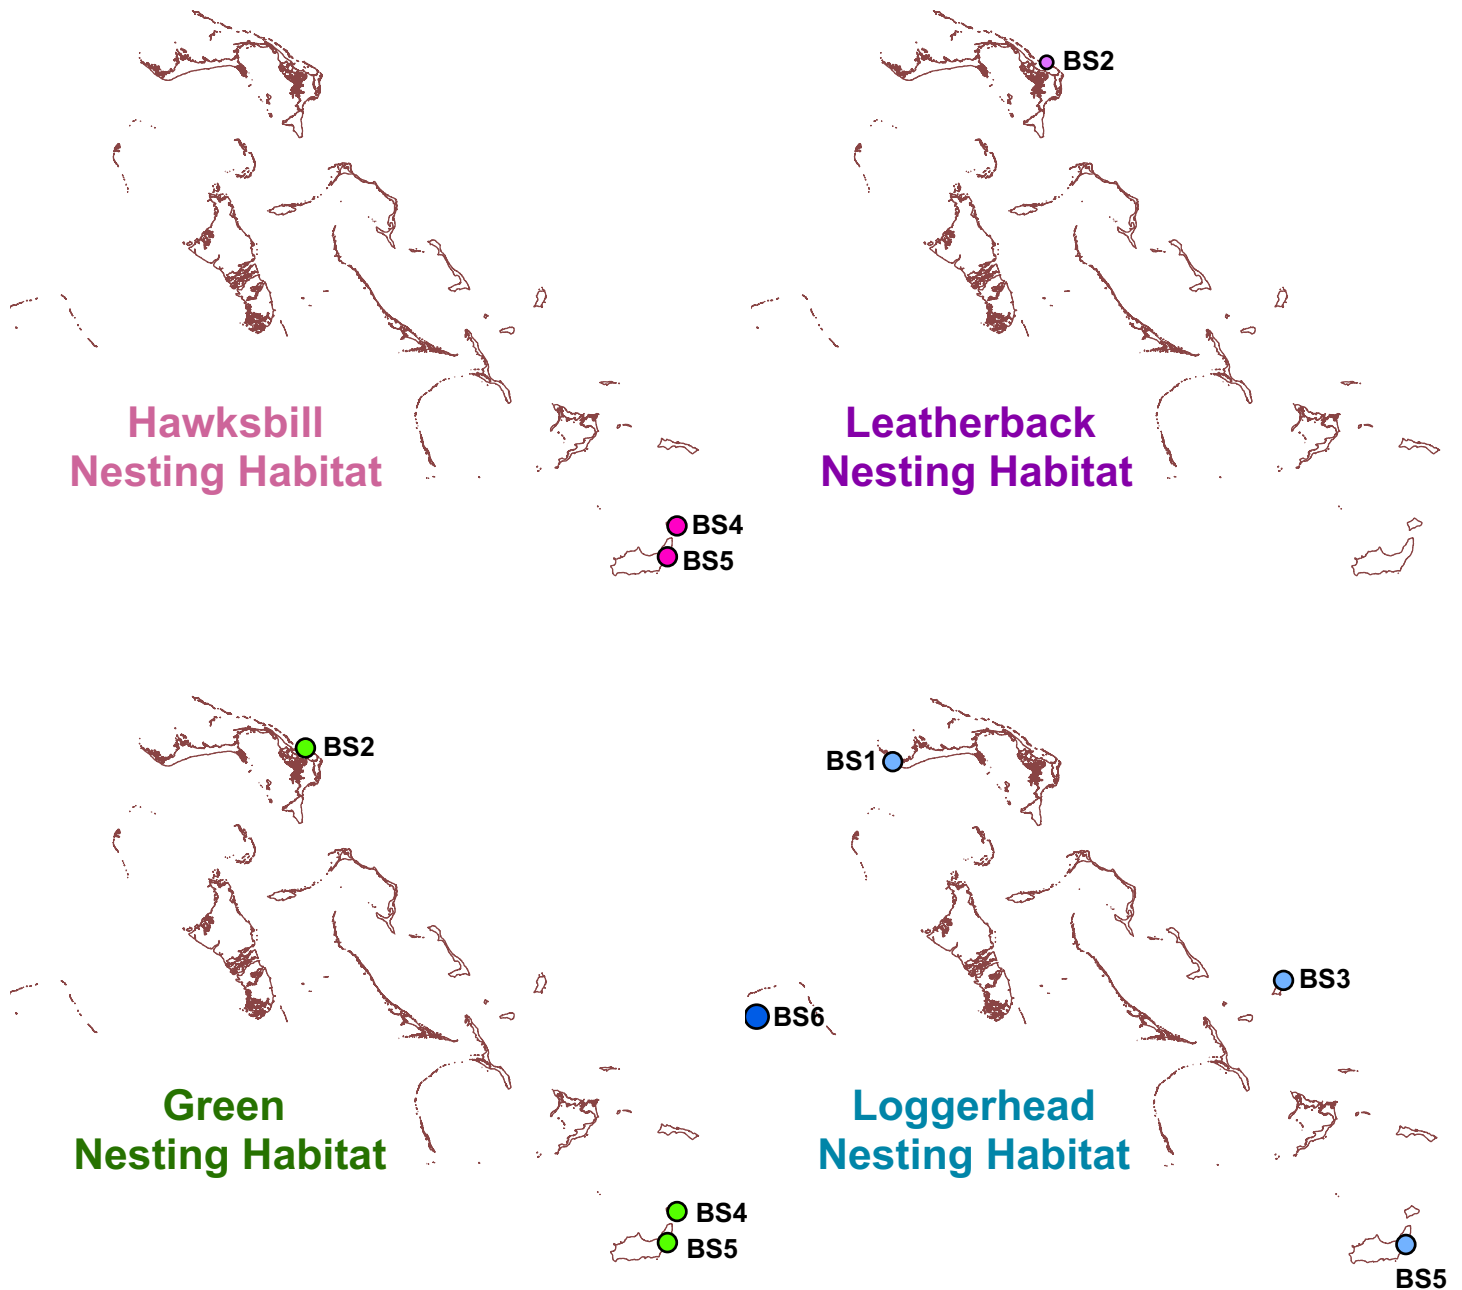 BS2
Hawksbill
Nesting Habitat
Leatherback
Nesting Habitat
BS4
BS5
BS2
BS1
BS3
BS6
Green
Nesting Habitat
Loggerhead
Nesting Habitat
BS4
BS5
BS5